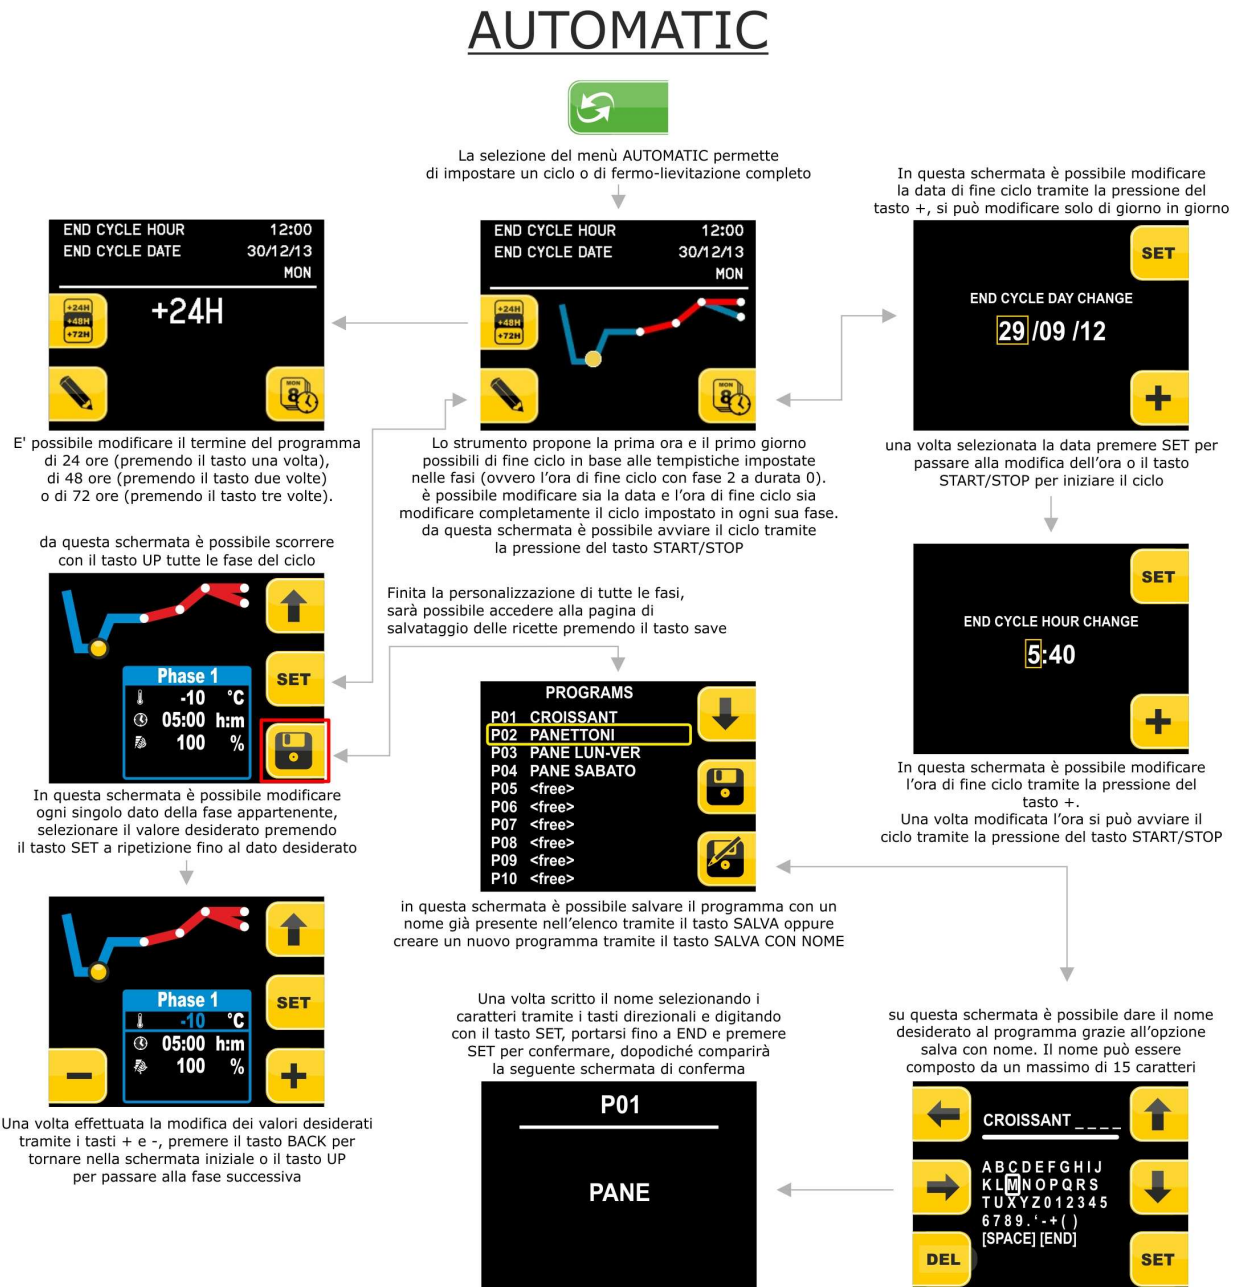 AUTOMATIC
La selezione del menù AUTOMATIC permette
di impostare un ciclo o di fermo-lievitazione completo
END CYCLE HOUR 12:00
END CYCLE DATE 30/12/13
MON
+24H
+48H
+72H
+24H
MON
8
E' possibile modificare il termine del programma
di 24 ore (premendo il tasto una volta),
di 48 ore (premendo il tasto due volte)
o di 72 ore (premendo il tasto tre volte).
END CYCLE HOUR 12:00
END CYCLE DATE 30/12/13
MON
+24H
+48H
+72H
MON
8
Lo strumento propone la prima ora e il primo giorno
possibili di fine ciclo in base alle tempistiche impostate
nelle fasi (ovvero l'ora di fine ciclo con fase 2 a durata 0).
è possibile modificare sia la data e l'ora di fine ciclo sia
modificare completamente il ciclo impostato in ogni sua fase.
da questa schermata è possibile avviare il ciclo tramite
la pressione del tasto START/STOP
In questa schermata è possibile modificare
la data di fine ciclo tramite la pressione del
tasto +, si può modificare solo di giorno in giorno
SET
END CYCLE DAY CHANGE
29 /09 /12
+
una volta selezionata la data premere SET per
passare alla modifica dell'ora o il tasto
START/STOP per iniziare il ciclo
SET
END CYCLE HOUR CHANGE
5:40
+
In questa schermata è possibile modificare
l'ora di fine ciclo tramite la pressione del
tasto +.
Una volta modificata l'ora si può avviare il
ciclo tramite la pressione del tasto START/STOP
da questa schermata è possibile scorrere
con il tasto UP tutte le fase del ciclo
SET
Phase 1
-10 °C
05:00 h:m
100 %
In questa schermata è possibile modificare
ogni singolo dato della fase appartenente,
selezionare il valore desiderato premendo
il tasto SET a ripetizione fino al dato desiderato
SET
Phase 1
-10 °C
05:00 h:m
100 %
- +
Una volta effettuata la modifica dei valori desiderati
tramite i tasti + e -, premere il tasto BACK per
tornare nella schermata iniziale o il tasto UP
per passare alla fase successiva
Finita la personalizzazione di tutte le fasi,
sarà possibile accedere alla pagina di
salvataggio delle ricette premendo il tasto save
PROGRAMS
P01 CROISSANT
P02 PANETTONI
P03 PANE LUN-VER
P04 PANE SABATO
P05 <free>
P06 <free>
P07 <free>
P08 <free>
P09 <free>
P10 <free>
in questa schermata è possibile salvare il programma con un
nome già presente nell'elenco tramite il tasto SALVA oppure
creare un nuovo programma tramite il tasto SALVA CON NOME
su questa schermata è possibile dare il nome
desiderato al programma grazie all'opzione
salva con nome. Il nome può essere
composto da un massimo di 15 caratteri
CROISSANT _ _ _ _
A B C D E F G H I J
K L M N O P Q R S
T U X Y Z 0 1 2 3 4 5
6 7 8 9 . ' - + ( )
[SPACE] [END]
DEL SET
Una volta scritto il nome selezionando i
caratteri tramite i tasti direzionali e digitando
con il tasto SET, portarsi fino a END e premere
SET per confermare, dopodiché comparirà
la seguente schermata di conferma
P01
PANE